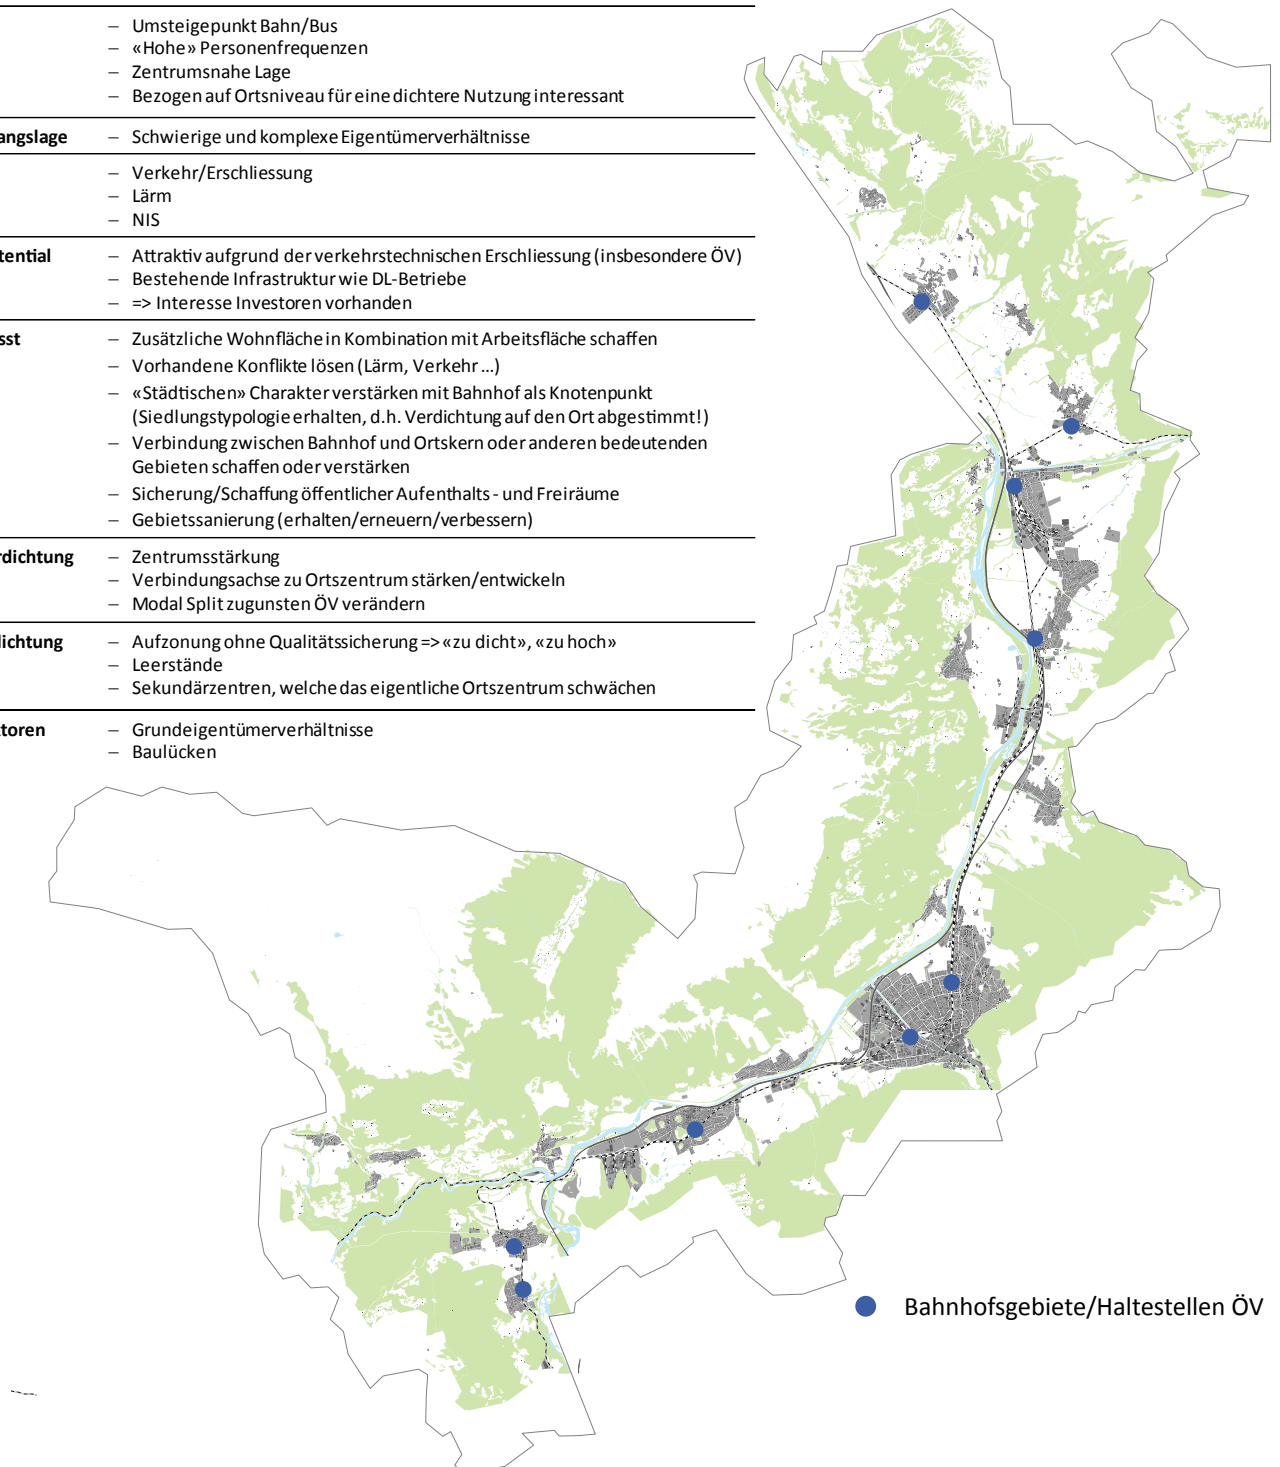 – Umsteigepunkt Bahn/Bus
– «Hohe» Personenfrequenzen
– Zentrumsnahe Lage
– Bezogen auf Ortsniveau für eine dichtere Nutzung interessant
angslage – Schwierige und komplexe Eigentümerverhältnisse
– Verkehr/Erschliessung
– Lärm
– NIS
tential – Attraktiv aufgrund der verkehrstechnischen Erschliessung (insbesondere ÖV)
– Bestehende Infrastruktur wie DL-Betriebe
– => Interesse Investoren vorhanden
sst – Zusätzliche Wohnfläche in Kombination mit Arbeitsfläche schaffen
– Vorhandene Konflikte lösen (Lärm, Verkehr ...)
– «Städtischen» Charakter verstärken mit Bahnhof als Knotenpunkt
(Siedlungstypologie erhalten, d.h. Verdichtung auf den Ort abgestimmt!)
– Verbindung zwischen Bahnhof und Ortskern oder anderen bedeutenden
Gebieten schaffen oder verstärken
– Sicherung/Schaffung öffentlicher Aufenthalts- und Freiräume
– Gebietssanierung (erhalten/erneuern/verbessern)
rdichtung – Zentrumsstärkung
– Verbindungsachse zu Ortszentrum stärken/entwickeln
– Modal Split zugunsten ÖV verändern
lichtung – Aufzonung ohne Qualitätssicherung => «zu dicht», «zu hoch»
– Leerstände
– Sekundärzentren, welche das eigentliche Ortszentrum schwächen
toren – Grundeigentümerverhältnisse
– Baulücken
Bahnhofsgebiete/Haltestellen ÖV